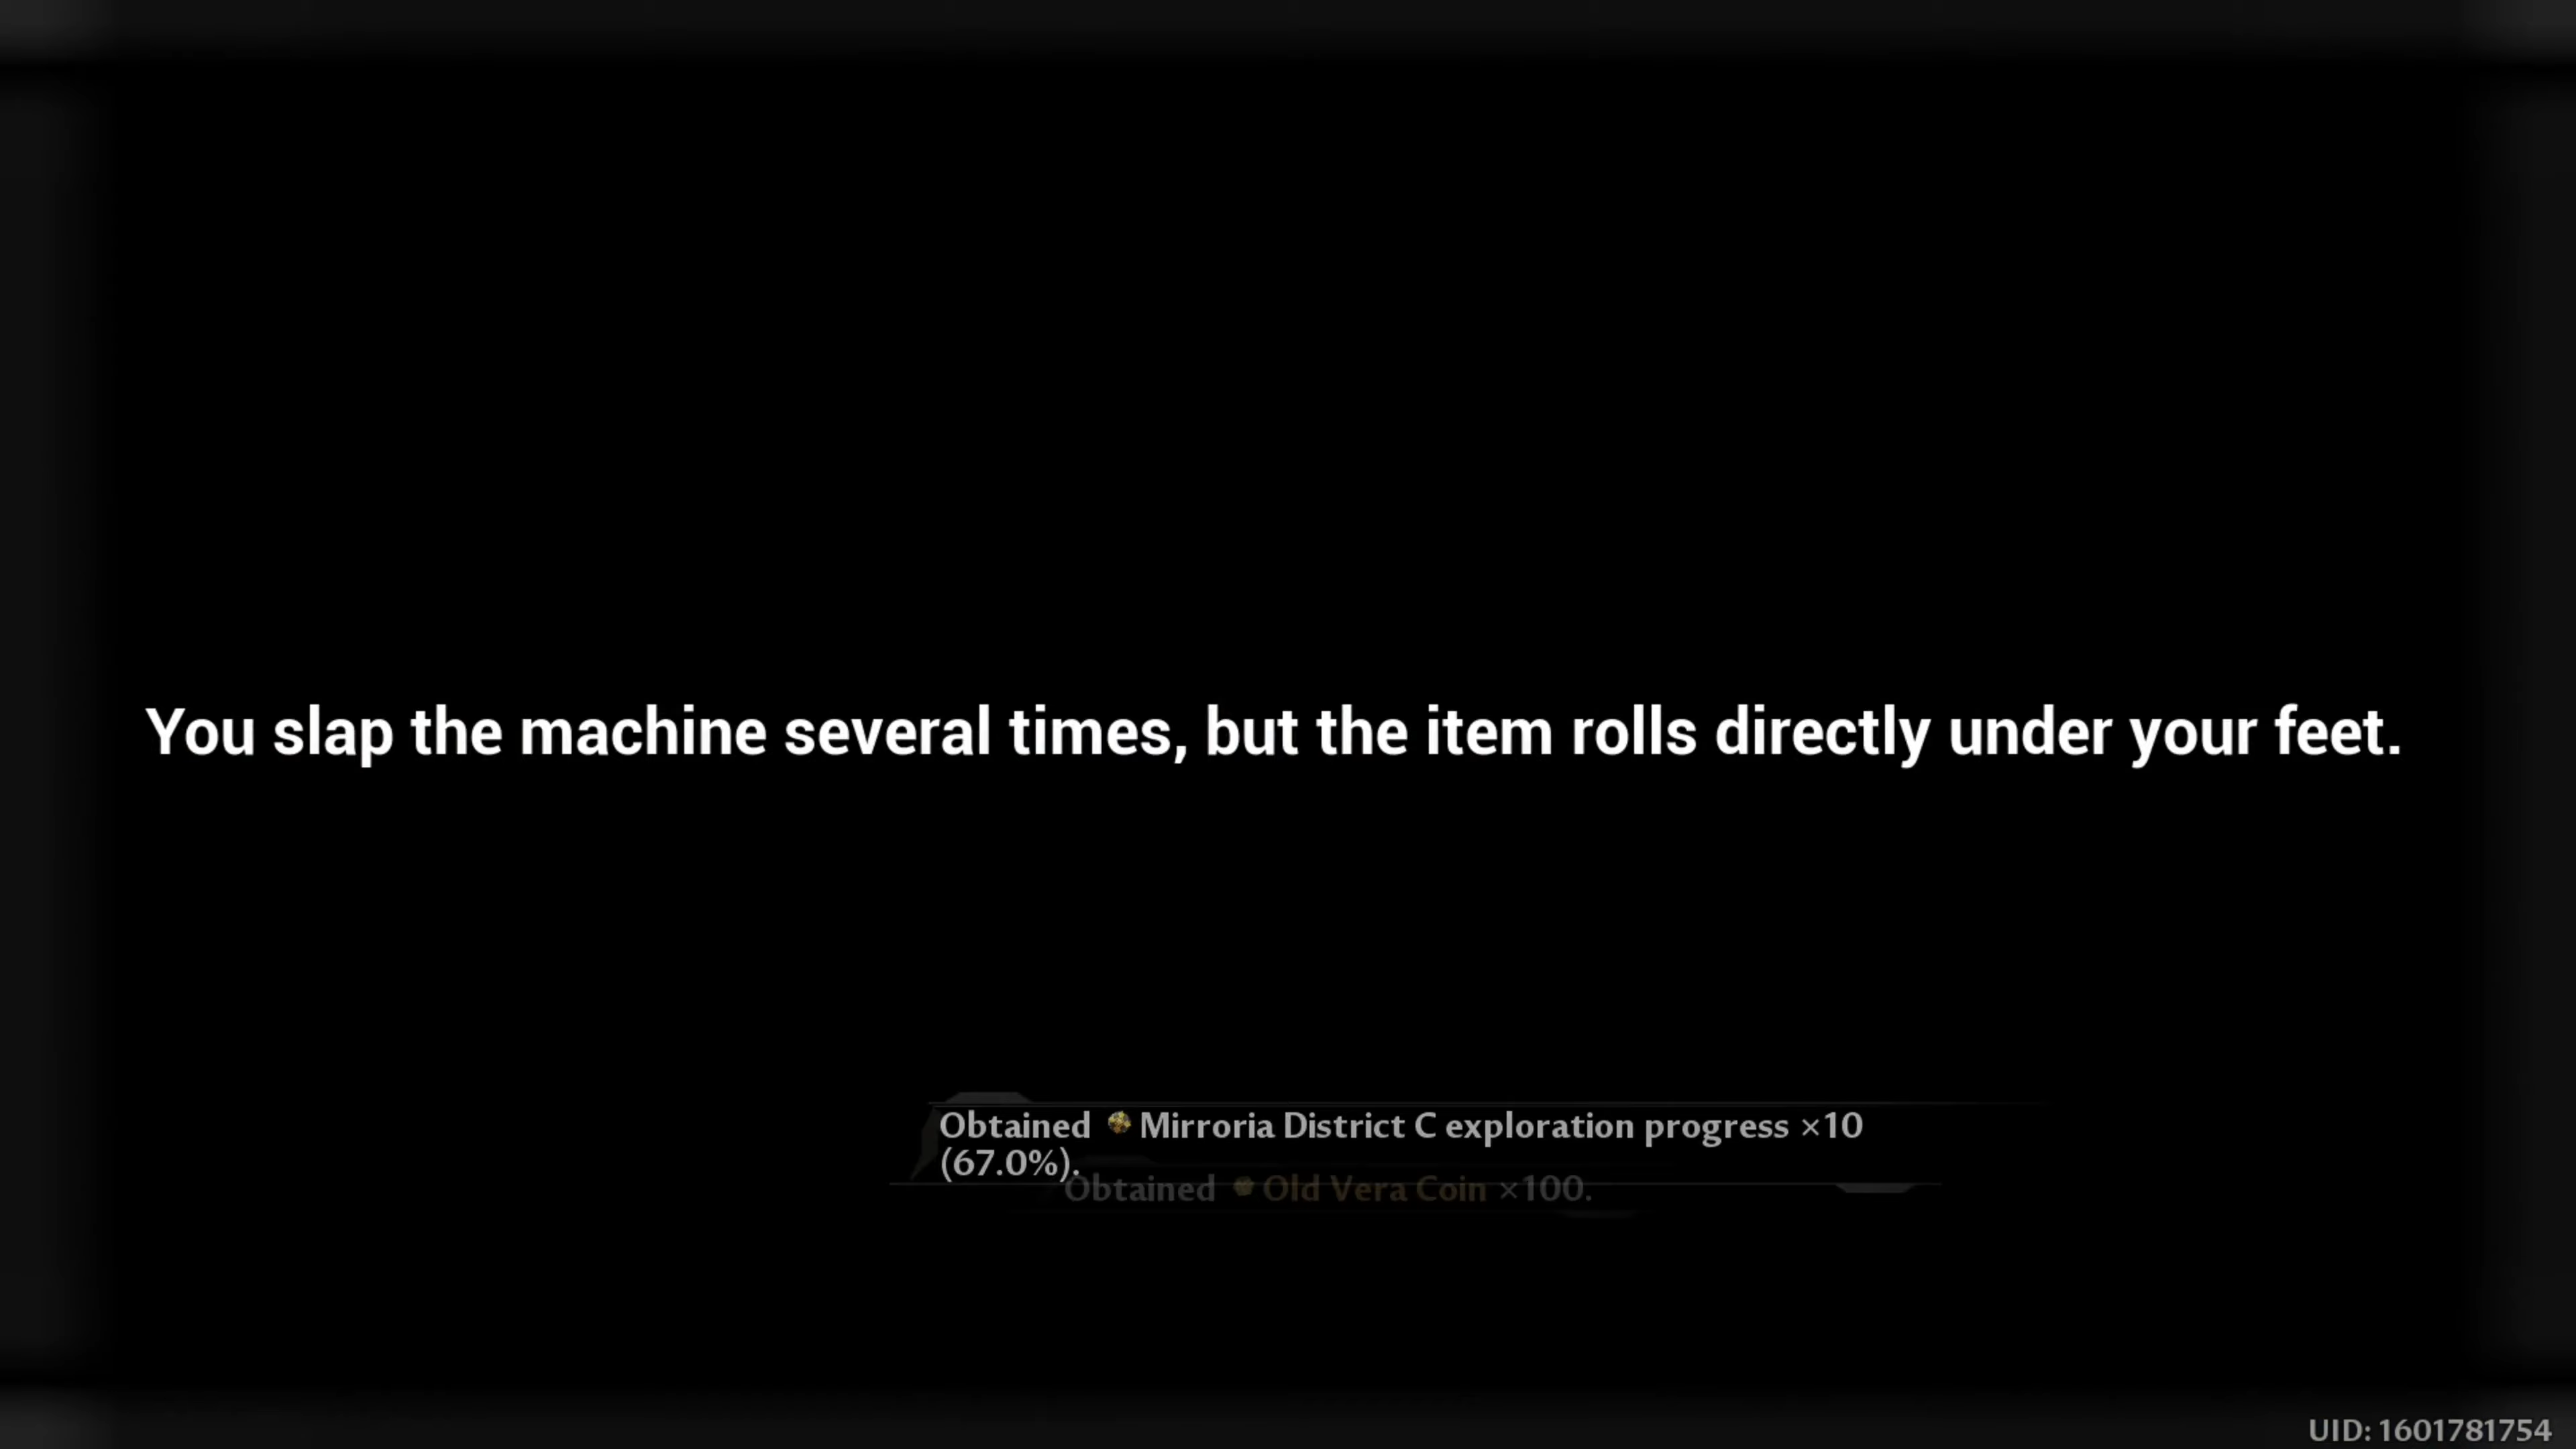 You slap the machine several times, but the item rolls directly under your feet.
Obtained Mirroria District C exploration progress ×10
(67.0%).
Obtained Old Vera Coin ×100.
UID: 1601781754